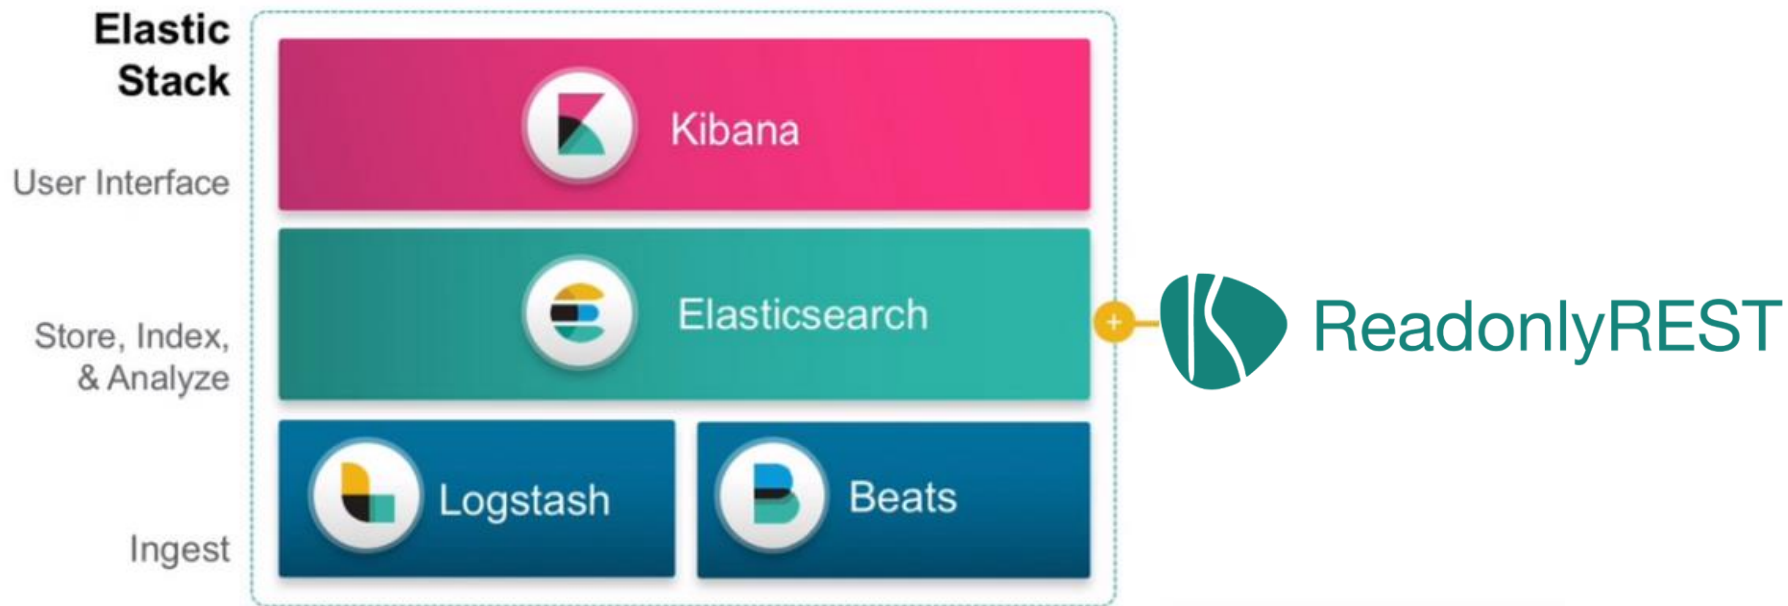 Elastic
Stack
Kibana
User Interface
Elasticsearch
Store, Index,
& Analyze
+
ReadonlyREST
Logstash
Beats
Ingest